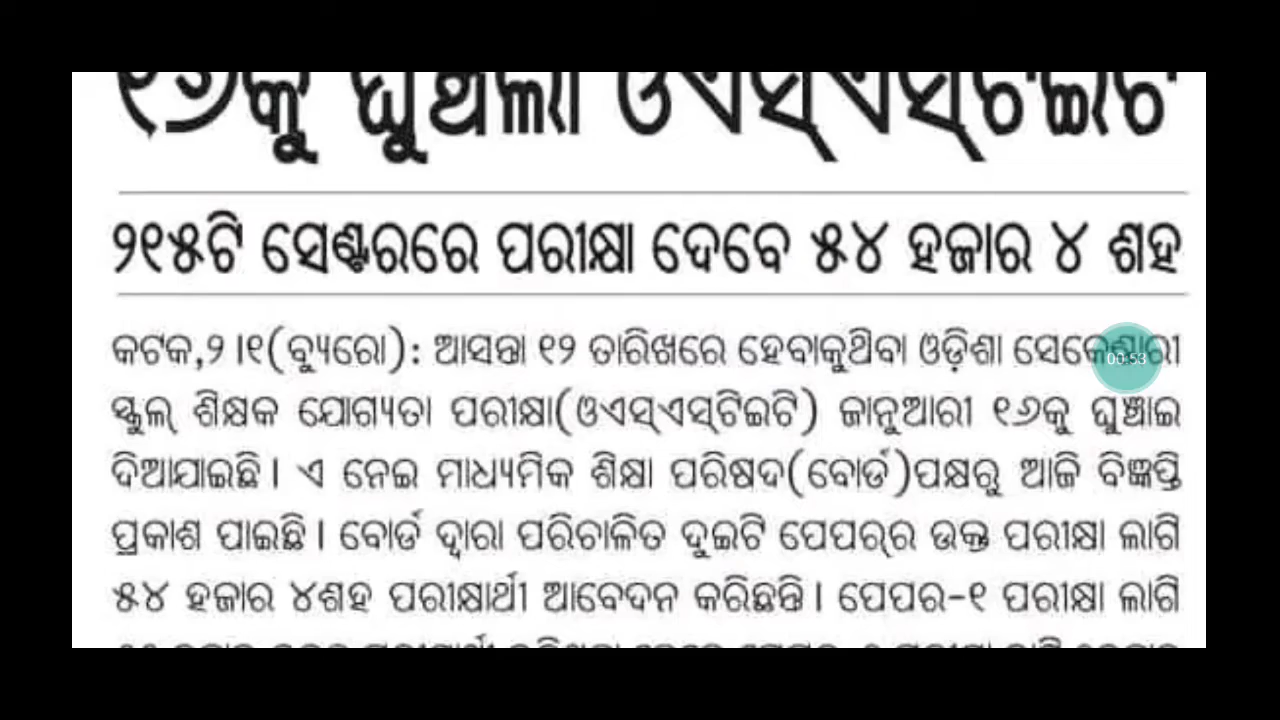 ୧୬କୁ ଘୁଞ୍ଚିଲା ଓଏସ୍ଏସ୍ଟିଇଟି
୨୧୫ଟି ସେଣ୍ଟରରେ ପରୀକ୍ଷା ଦେବେ ୫୪ ହଜାର ୪ ଶହ
କଟକ,୨।୧(ବ୍ୟୁରୋ): ଆସନ୍ତା ୧୨ ତାରିଖରେ ହେବାକୁଥିବା ଓଡ଼ିଶା ସେକେଣ୍ଡାରୀ
00:53
ସ୍କୁଲ୍ ଶିକ୍ଷକ ଯୋଗ୍ୟତା ପରୀକ୍ଷା(ଓଏସ୍ଏସ୍ଟିଇଟି) ଜାନୁଆରୀ ୧୬କୁ ଘୁଞ୍ଚାଇ
ଦିଆଯାଇଛି। ଏ ନେଇ ମାଧ୍ୟମିକ ଶିକ୍ଷା ପରିଷଦ(ବୋର୍ଡ)ପକ୍ଷରୁ ଆଜି ବିଜ୍ଞପ୍ତି
ପ୍ରକାଶ ପାଇଛି। ବୋର୍ଡ ଦ୍ୱାରା ପରିଚାଳିତ ଦୁଇଟି ପେପର୍‌ର ଉକ୍ତ ପରୀକ୍ଷା ଲାଗି
୫୪ ହଜାର ୪ଶହ ପରୀକ୍ଷାର୍ଥୀ ଆବେଦନ କରିଛନ୍ତି। ପେପର-୧ ପରୀକ୍ଷା ଲାଗି